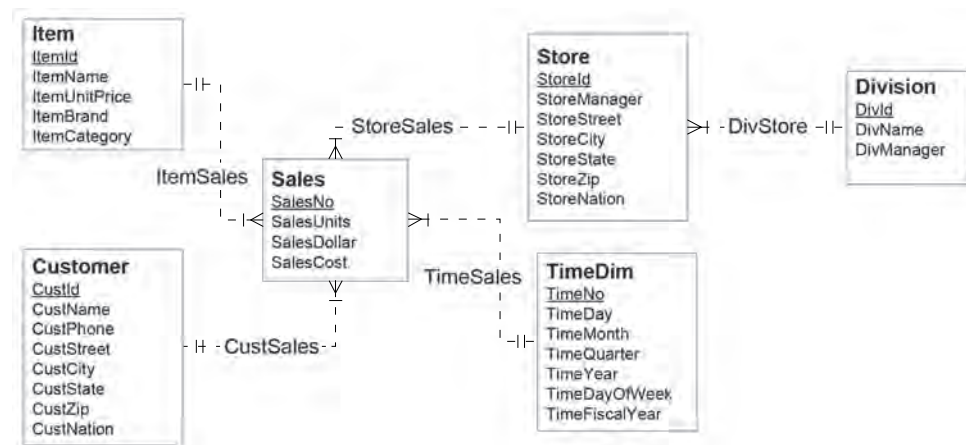 Item
ItemId
ItemName
ItemUnitPrice
ItemBrand
ItemCategory
Store
StoreId
StoreManager
StoreStreet
StoreCity
StoreState
StoreZip
StoreNation
Division
DivId
DivName
DivManager
StoreSales
DivStore
ItemSales
Sales
SalesNo
SalesUnits
SalesDollar
SalesCost
Customer
CustId
CustName
CustPhone
CustStreet
CustCity
CustState
CustZip
CustNation
CustSales
TimeSales
TimeDim
TimeNo
TimeDay
TimeMonth
TimeQuarter
TimeYear
TimeDayOfWeek
TimeFiscalYear